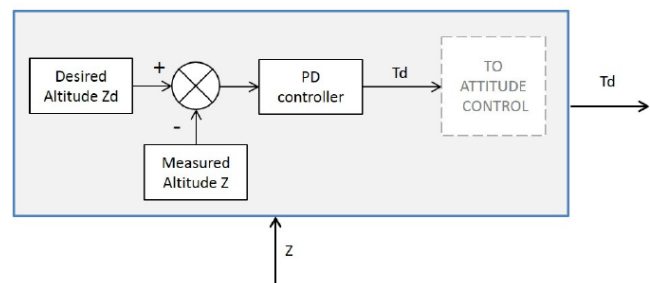 Desired
Altitude Zd
+
-
Measured
Altitude Z
PD
controller
Td
TO
ATTITUDE
CONTROL
Td
Z